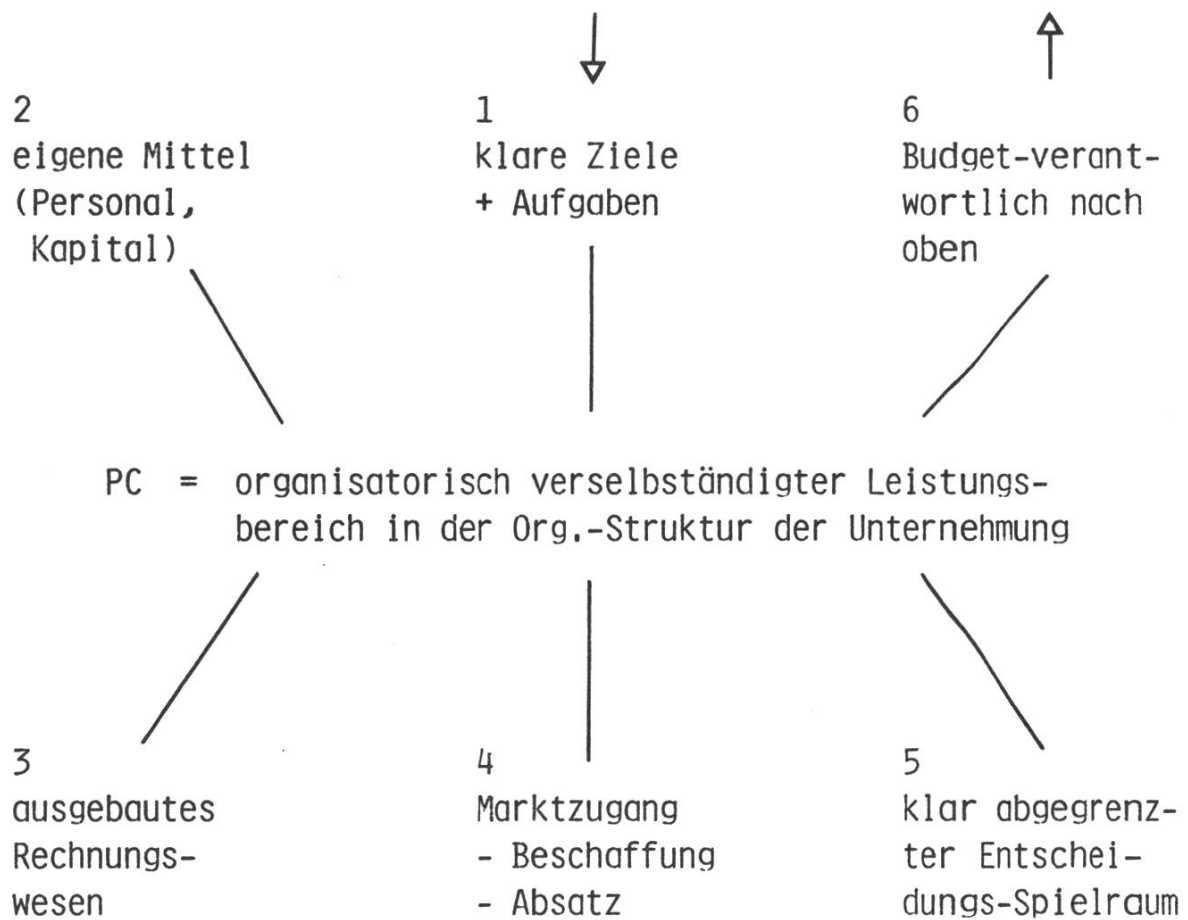 2
eigene Mittel
(Personal,
Kapital)
1
klare Ziele
+ Aufgaben
6
Budget-verant-
wortlich nach
oben
PC = organisatorisch verselbständigter Leistungs-
bereich in der Org.-Struktur der Unternehmung
3
ausgebautes
Rechnungs-
wesen
4
Marktzugang
- Beschaffung
- Absatz
5
klar abgegrenz-
ter Entschei-
dungs-Spielraum